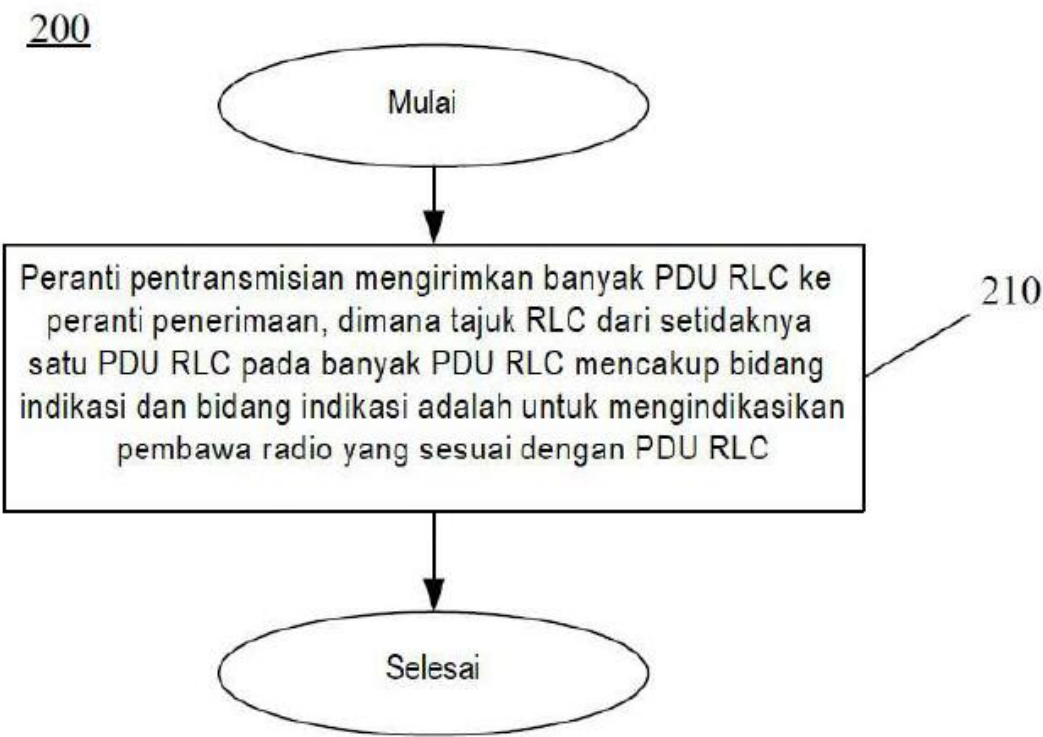 200
Mulai
Peranti pentransmisian mengirimkan banyak PDU RLC ke
peranti penerimaan, dimana tajuk RLC dari setidaknya
satu PDU RLC pada banyak PDU RLC mencakup bidang
indikasi dan bidang indikasi adalah untuk mengindikasikan
pembawa radio yang sesuai dengan PDU RLC
210
Selesai